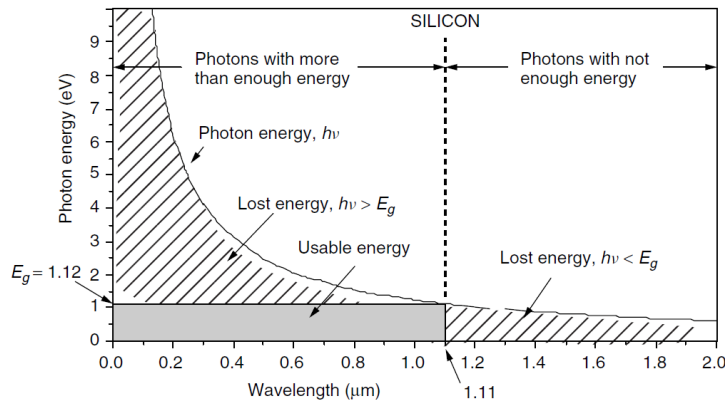 SILICON
9
8
7
6
5
4
3
2
1
0
Photon energy (eV)
Photons with more
than enough energy
Photons with not
enough energy
Photon energy, hν
Lost energy, hν > Eg
Usable energy
Eg = 1.12
Lost energy, hν < Eg
0.0 0.2 0.4 0.6 0.8 1.0 1.2 1.4 1.6 1.8 2.0
Wavelength (μm)
1.11